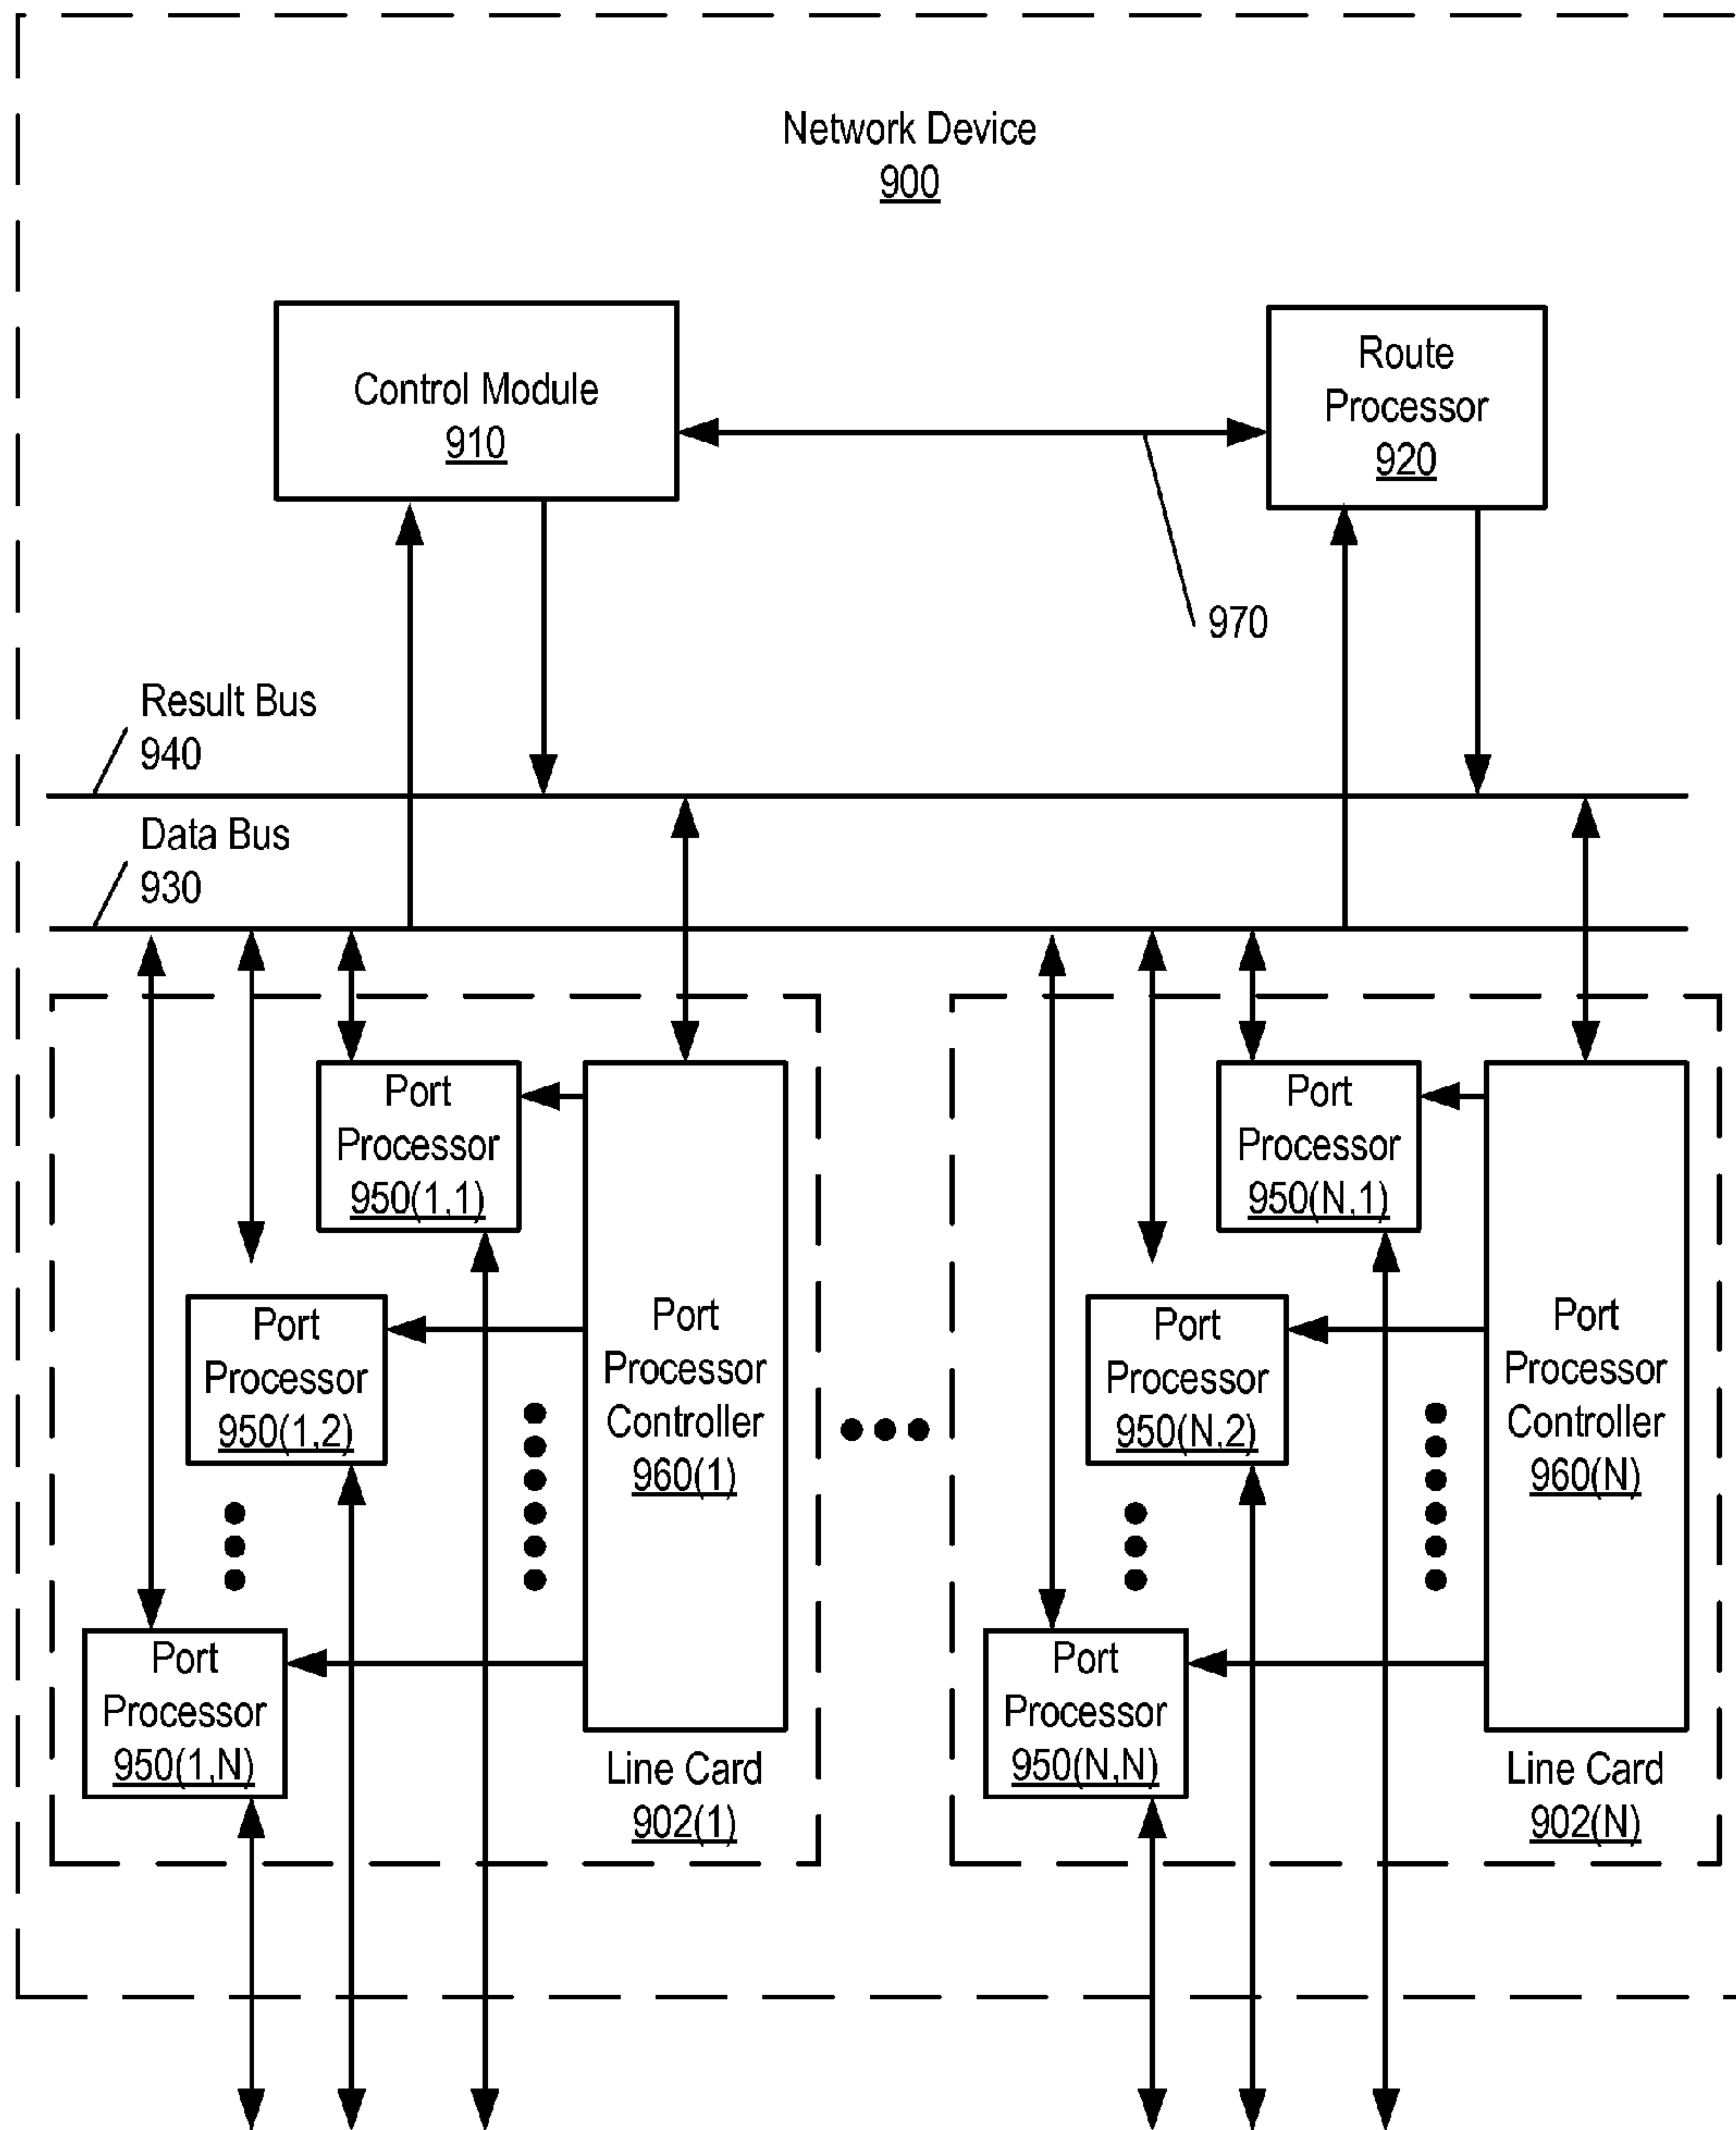 Network Device
900
Control Module
910
Route
Processor
920
970
Result Bus
940
Data Bus
930
Port
Processor
950(1,1)
Port
Processor
950(1,2)
Port
Processor
950(1,N)
Port
Processor
Controller
960(1)
Line Card
902(1)
Port
Processor
950(N,1)
Port
Processor
950(N,2)
Port
Processor
950(N,N)
Port
Processor
Controller
960(N)
Line Card
902(N)